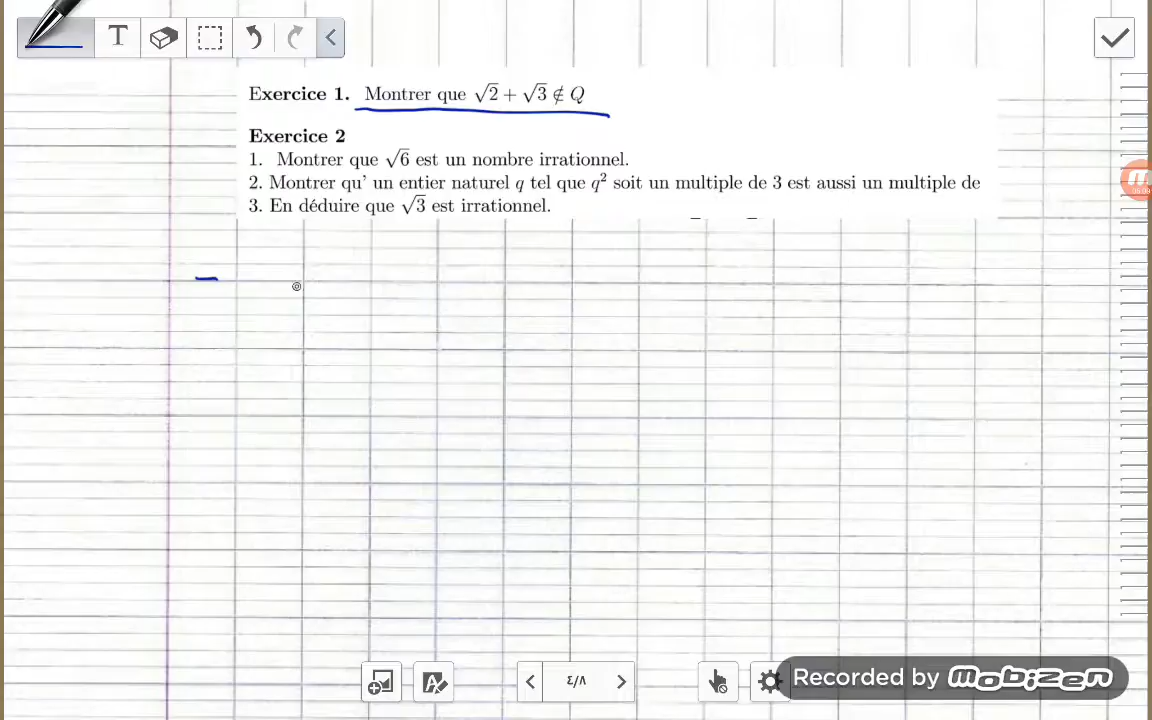 T
Exercice 1. Montrer que √2 + √3 ∉ Q
Exercice 2
1. Montrer que √6 est un nombre irrationnel.
2. Montrer qu' un entier naturel q tel que q² soit un multiple de 3 est aussi un multiple de
3. En déduire que √3 est irrationnel.
٤/٨
Recorded by mobizen